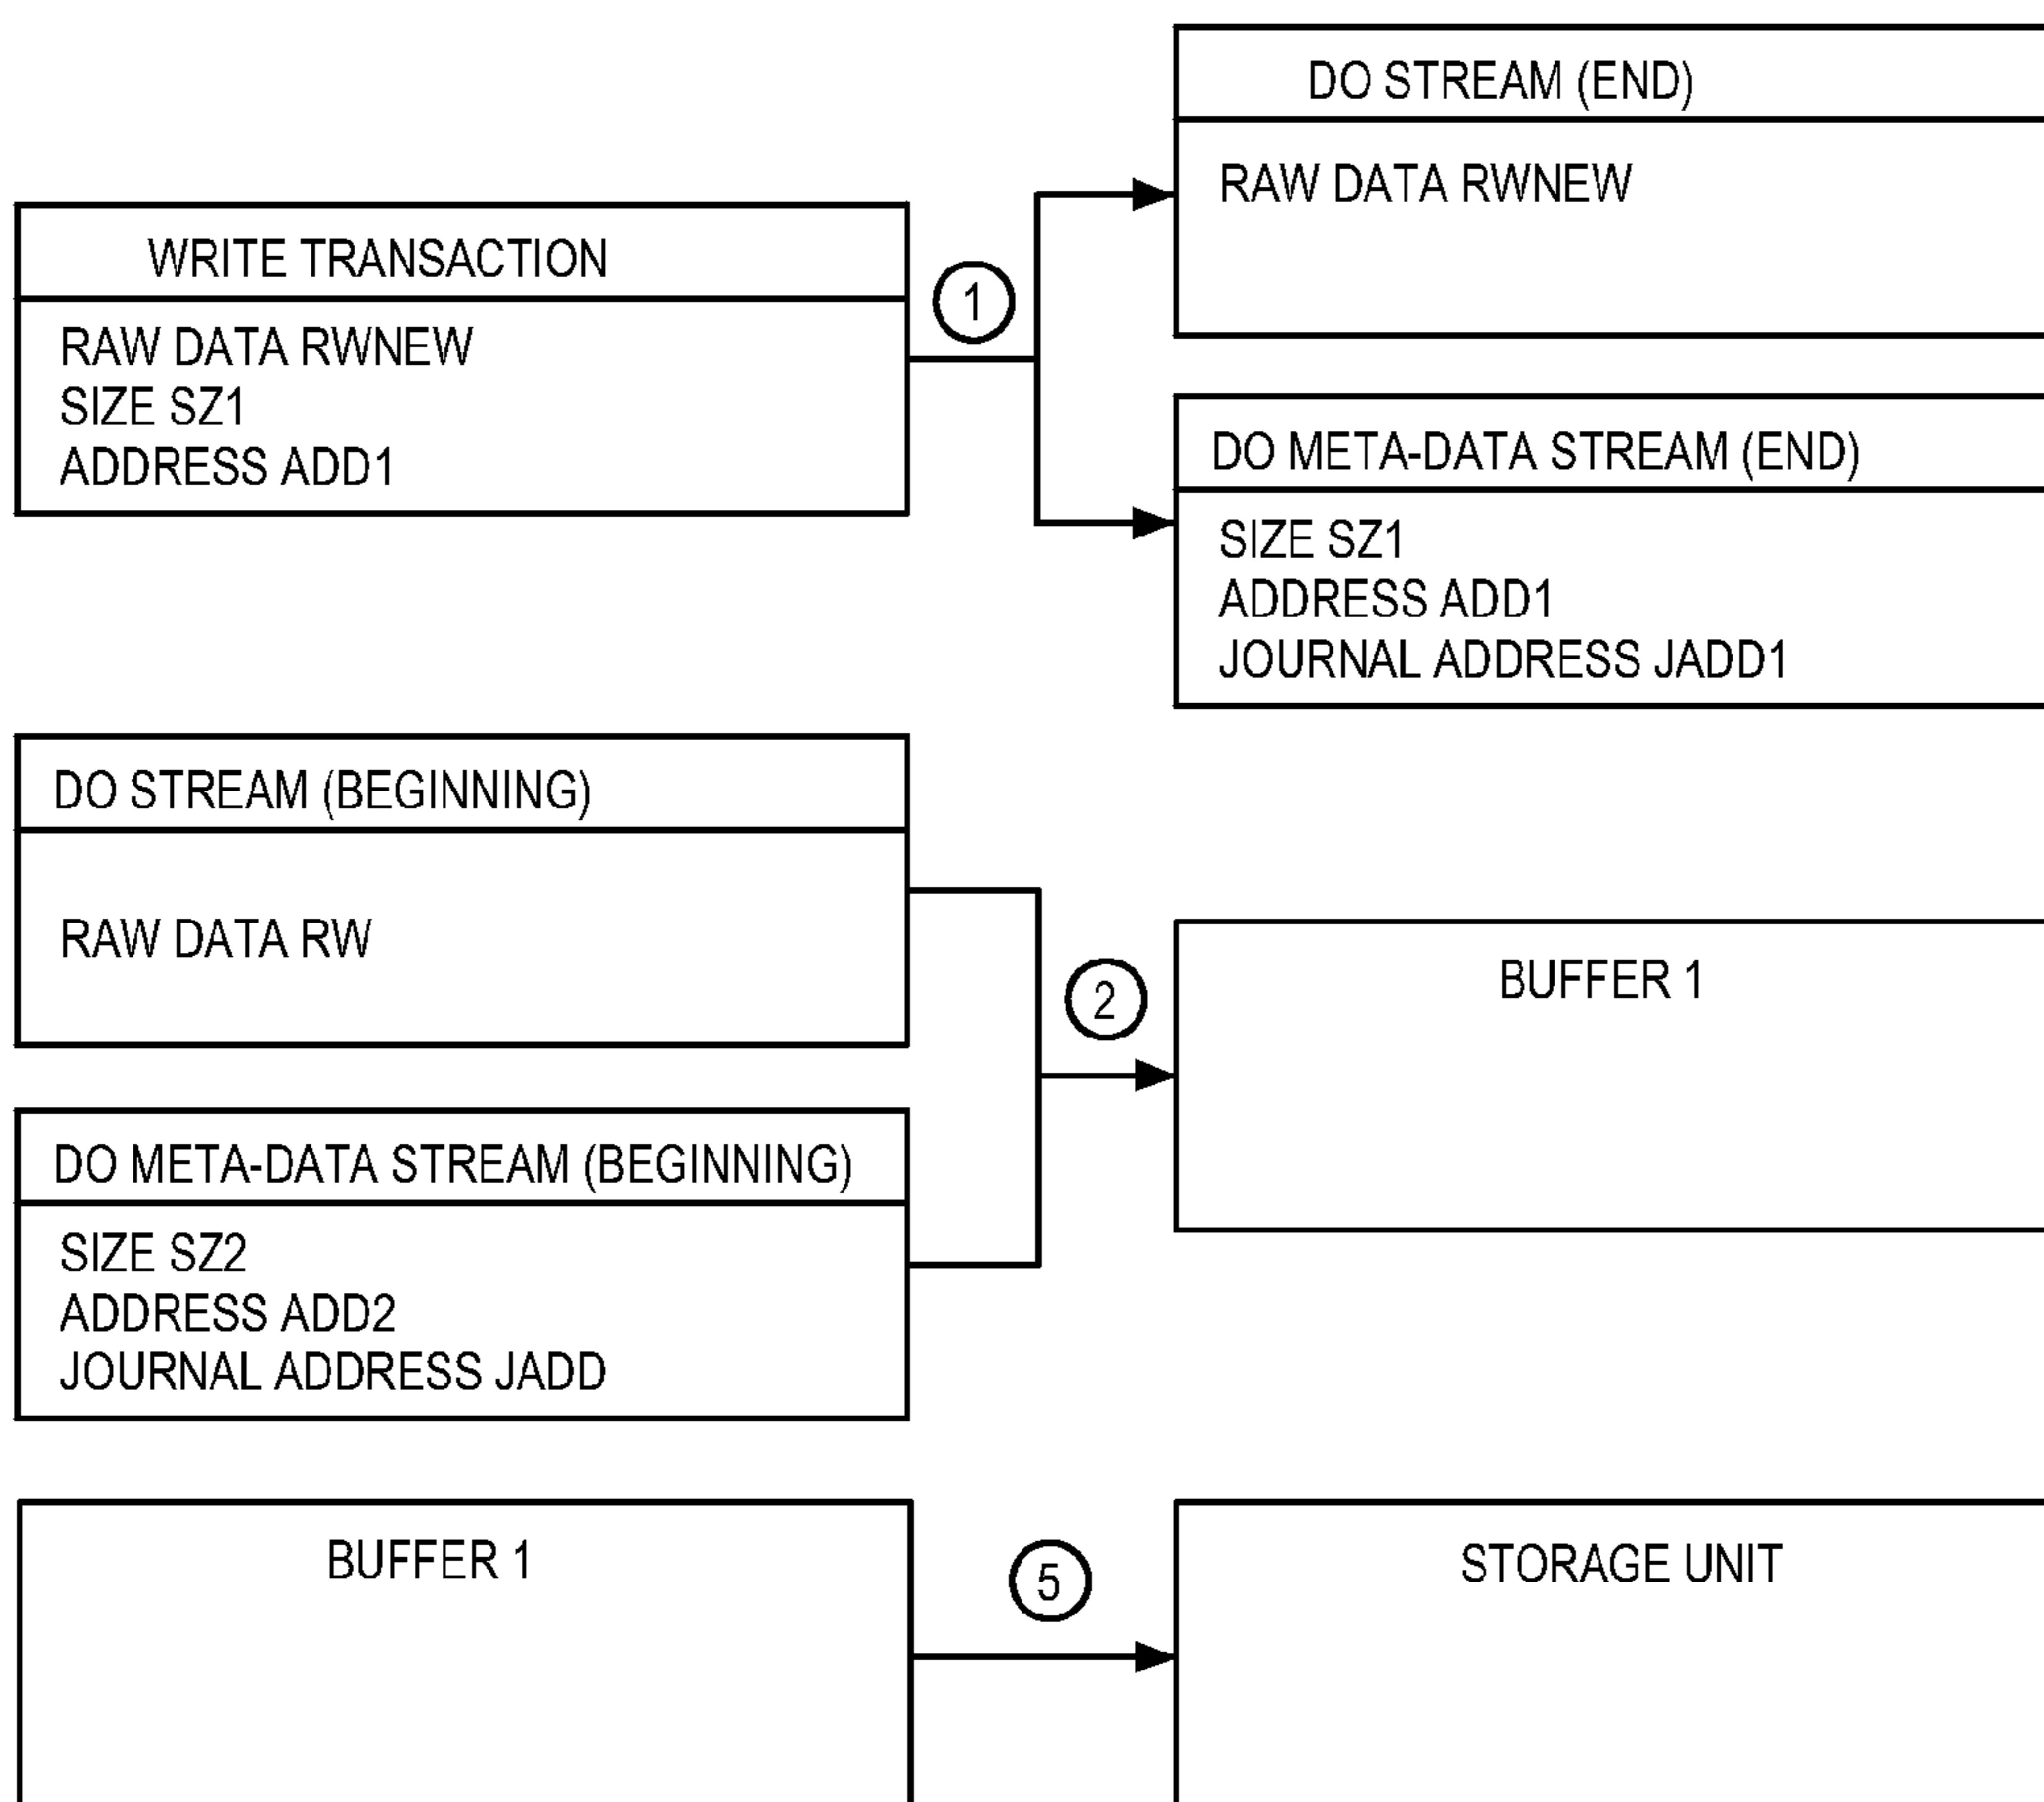 DO STREAM (END)
RAW DATA RWNEW
WRITE TRANSACTION
RAW DATA RWNEW
SIZE SZ1
ADDRESS ADD1
1
DO META-DATA STREAM (END)
SIZE SZ1
ADDRESS ADD1
JOURNAL ADDRESS JADD1
DO STREAM (BEGINNING)
RAW DATA RW
2
BUFFER 1
DO META-DATA STREAM (BEGINNING)
SIZE SZ2
ADDRESS ADD2
JOURNAL ADDRESS JADD
BUFFER 1
5
STORAGE UNIT